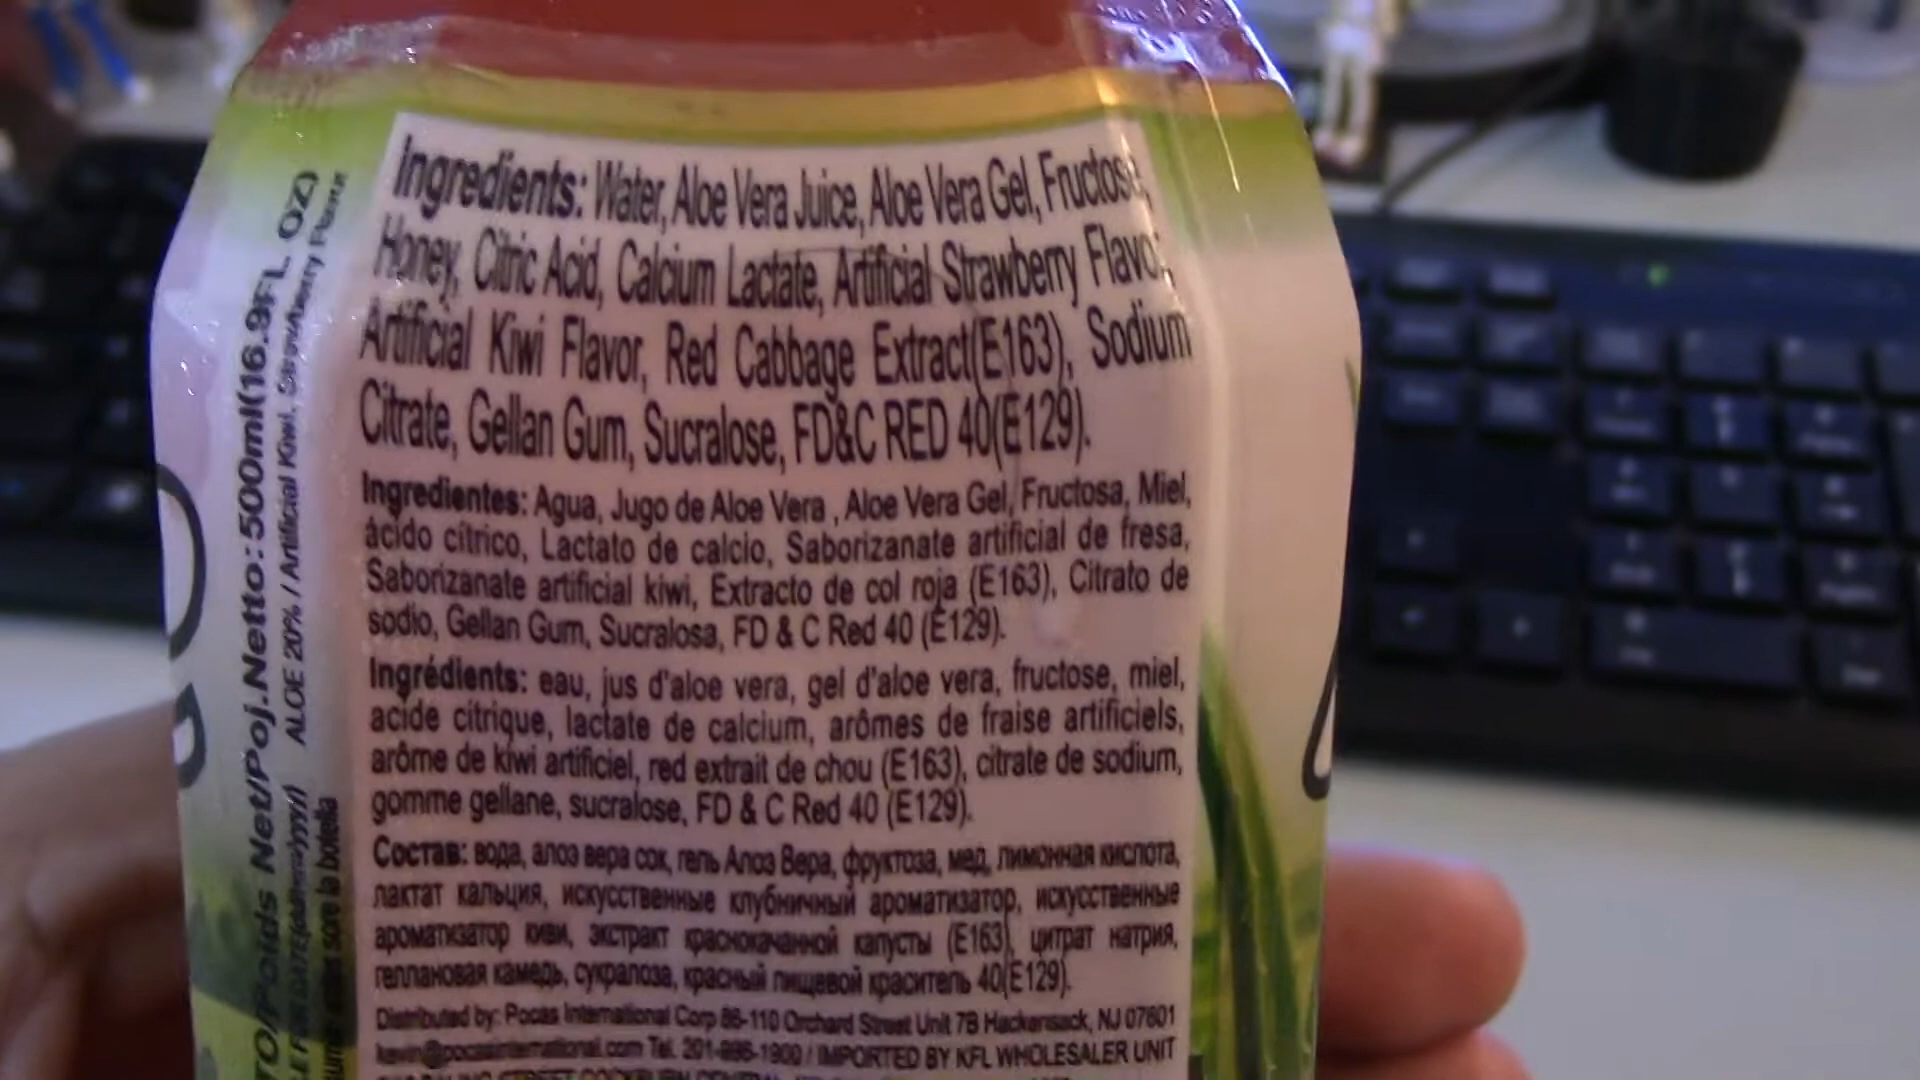 Ingredients: Water, Aloe Vera Juice, Aloe Vera Gel, Fructose,
Honey, Citric Acid, Calcium Lactate, Artificial Strawberry Flavor,
Artificial Kiwi Flavor, Red Cabbage Extract(E163), Sodium
Citrate, Gellan Gum, Sucralose, FD&C RED 40(E129).
Ingredientes: Agua, Jugo de Aloe Vera , Aloe Vera Gel, Fructosa, Miel,
ácido cítrico, Lactato de calcio, Saborizanate artificial de fresa,
Saborizanate artificial kiwi, Extracto de col roja (E163), Citrato de
sodio, Gellan Gum, Sucralosa, FD & C Red 40 (E129).
Ingrédients: eau, jus d'aloe vera, gel d'aloe vera, fructose, miel,
acide citrique, lactate de calcium, arômes de fraise artificiels,
arôme de kiwi artificiel, red extrait de chou (E163), citrate de sodium,
gomme gellane, sucralose, FD & C Red 40 (E129).
Состав: вода, алоэ вера сок, гель Алоэ Вера, фруктоза, мед, лимонная кислота,
лактат кальция, искусственные клубничный ароматизатор, искусственные
ароматизатор киви, экстракт краснокачанной капусты (E163), цитрат натрия,
геллановая камедь, сукралоза, красный пищевой краситель 40(E129).
Distributed by: Pocas International Corp 86-110 Orchard Street Unit 7B Hackensack, NJ 07601
kevin@pocasinternational.com Tel. 201-996-1900 / IMPORTED BY KFL WHOLESALER UNIT
Net/Poj.Netto: 500ml(16.9FL. OZ)
ALOE 20% / Artificial Kiwi, Strawberry Flavor
la botella